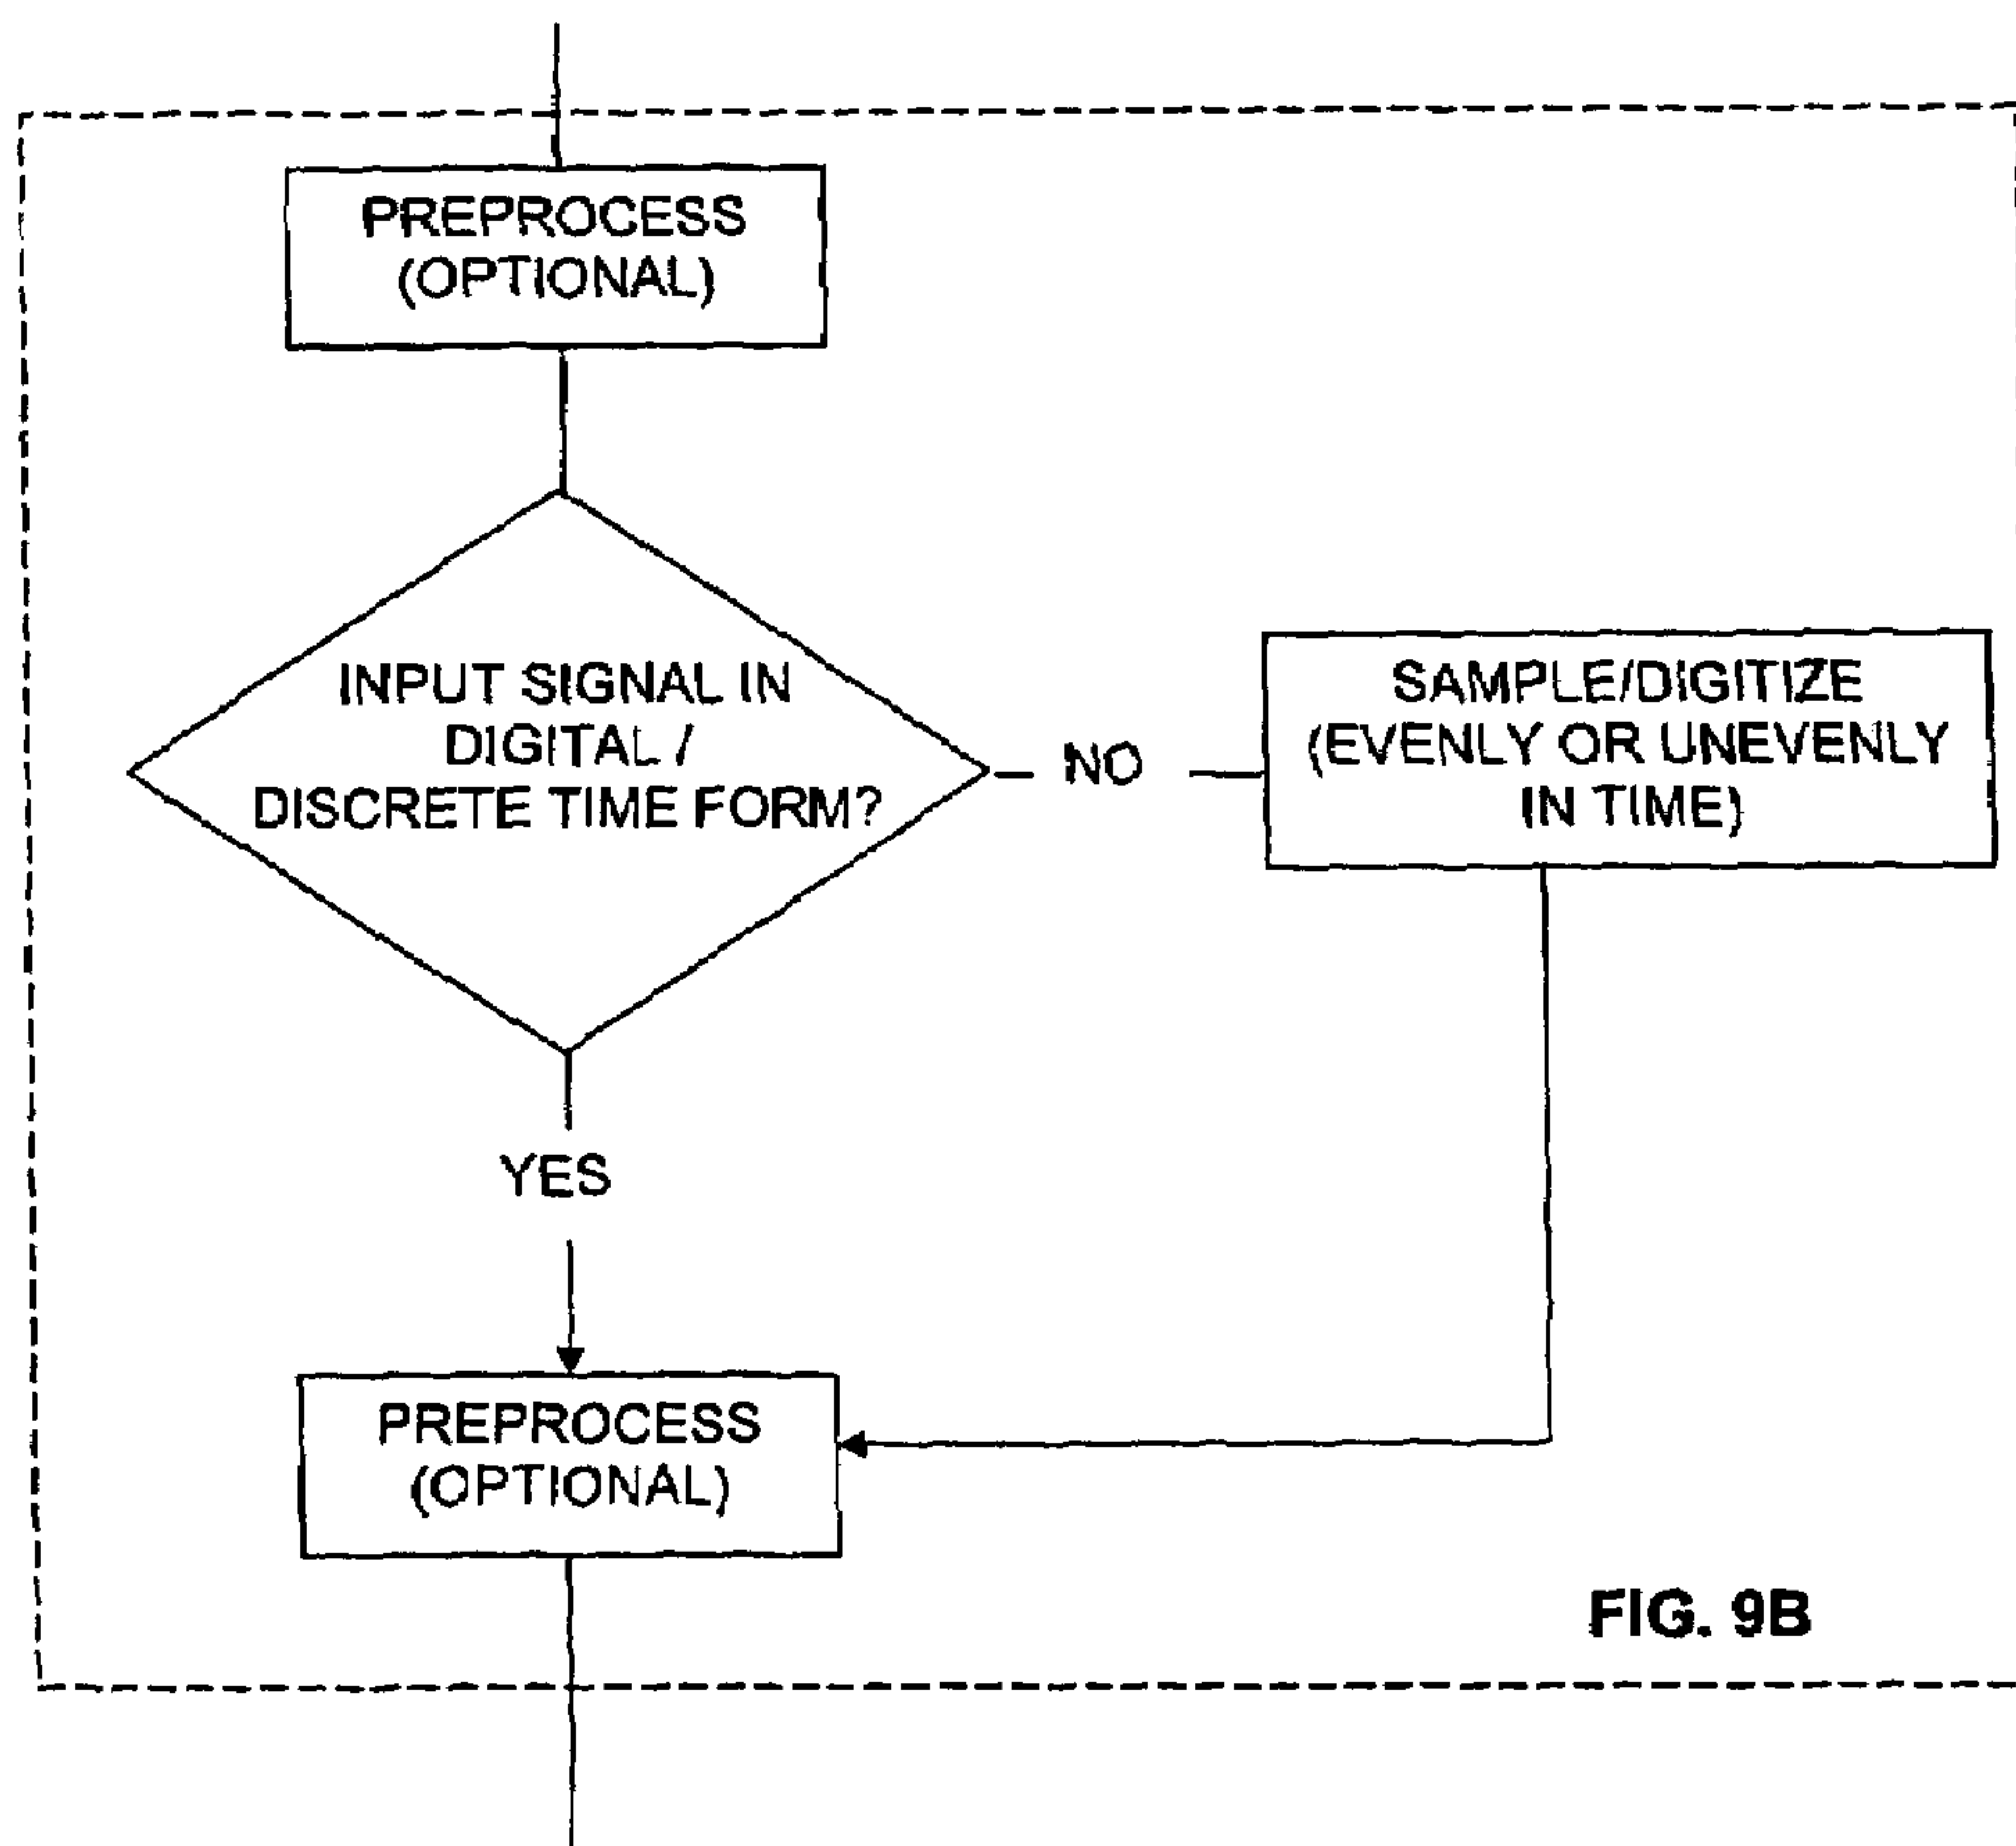 PREPROCESS
(OPTIONAL)
INPUT SIGNAL IN
DIGITAL /
DISCRETE TIME FORM?
NO
SAMPLE/DIGITIZE
(EVENLY OR UNEVENLY
IN TIME)
YES
PREPROCESS
(OPTIONAL)
FIG. 9B